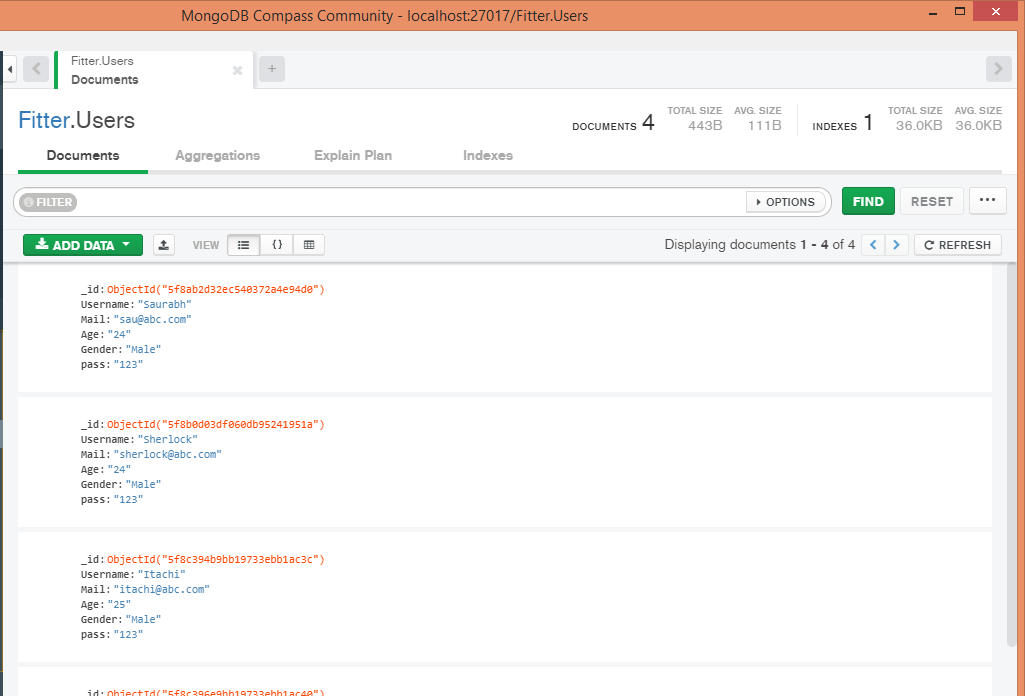 MongoDB Compass Community - localhost:27017/Fitter.Users
Fitter.Users
Documents
Fitter.Users
DOCUMENTS 4 TOTAL SIZE 443B AVG. SIZE 111B INDEXES 1 TOTAL SIZE 36.0KB AVG. SIZE 36.0KB
Documents Aggregations Explain Plan Indexes
FILTER OPTIONS FIND RESET ...
ADD DATA VIEW {} Displaying documents 1 - 4 of 4 < > REFRESH
_id: ObjectId("5f8ab2d32ec540372a4e94d0")
Username: "Saurabh"
Mail: "sau@abc.com"
Age: "24"
Gender: "Male"
pass: "123"
_id: ObjectId("5f8b0d03df060db95241951a")
Username: "Sherlock"
Mail: "sherlock@abc.com"
Age: "24"
Gender: "Male"
pass: "123"
_id: ObjectId("5f8c394b9bb19733ebb1ac3c")
Username: "Itachi"
Mail: "itachi@abc.com"
Age: "25"
Gender: "Male"
pass: "123"
_id: ObjectId("5f8c396e9bb19733ebb1ac40")